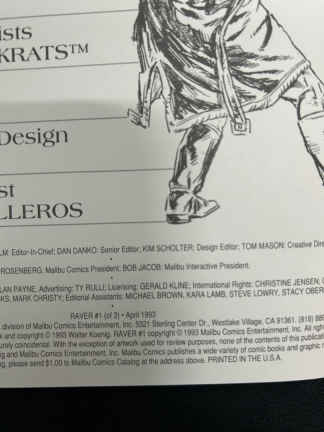 ists
KRATS™
Design
st
LLEROS
LM: Editor-In-Chief; DAN DANKO: Senior Editor; KIM SCHOLTER: Design Editor; TOM MASON: Creative Dire
ROSENBERG: Malibu Comics President; BOB JACOB: Malibu Interactive President.
LAN PAYNE, Advertising: TY RULLI; Licensing: GERALD KLINE; International Rights: CHRISTINE JENSEN,
KS, MARK CHRISTY; Editorial Assistants: MICHAEL BROWN, KARA LAMB, STEVE LOWRY, STACY OBER
RAVER #1 (of 3) • April 1993
division of Malibu Comics Entertainment, Inc. 5321 Sterling Center Dr., Westlake Village, CA 91361. (818)
and copyright © 1993 Walter Koenig. RAVER #1 copyright © 1993 Malibu Comics Entertainment, Inc. All righ
urely coincidental. With the exception of artwork used for review purposes, none of the contents of this publicat
g and Malibu Comics Entertainment, Inc. Malibu Comics publishes a wide variety of comic books and graphic
g, please send $1.00 to Malibu Comics Catalog at the above address. PRINTED IN THE U.S.A.